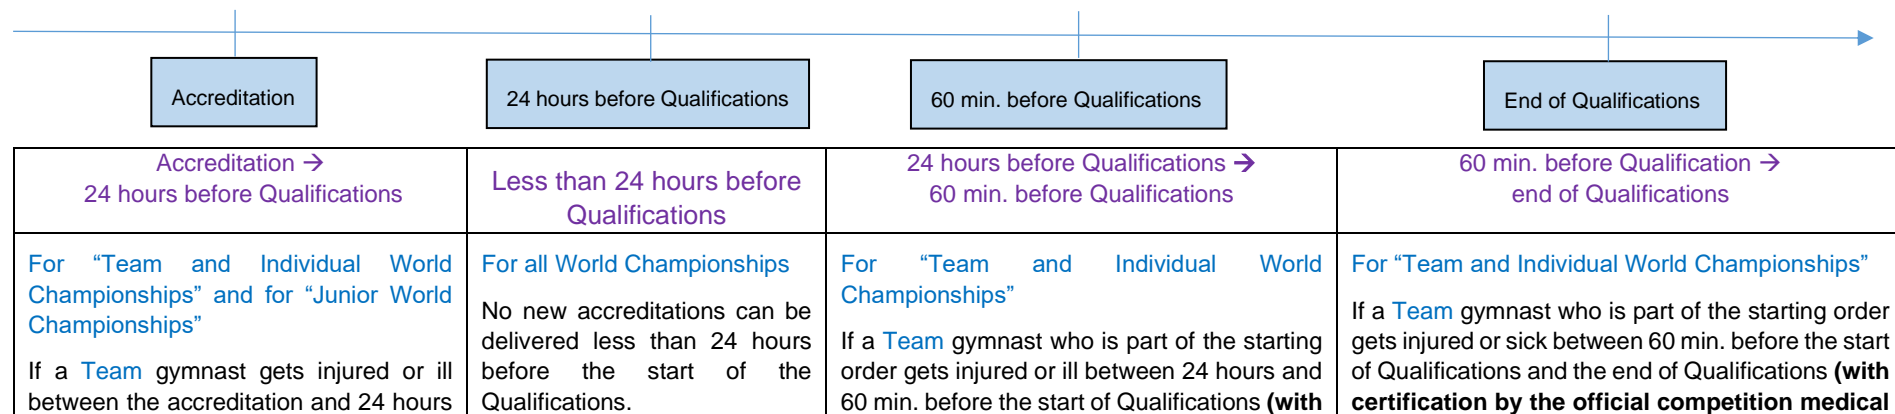 Accreditation
24 hours before Qualifications
60 min. before Qualifications
End of Qualifications
Accreditation →
24 hours before Qualifications
Less than 24 hours before
Qualifications
24 hours before Qualifications →
60 min. before Qualifications
60 min. before Qualification →
end of Qualifications
For “Team and Individual World
Championships” and for “Junior World
Championships”
If a Team gymnast gets injured or ill
between the accreditation and 24 hours
For all World Championships
No new accreditations can be
delivered less than 24 hours
before the start of the
Qualifications.
For “Team and Individual World
Championships”
If a Team gymnast who is part of the starting
order gets injured or ill between 24 hours and
60 min. before the start of Qualifications (with
For “Team and Individual World Championships”
If a Team gymnast who is part of the starting order
gets injured or sick between 60 min. before the start
of Qualifications and the end of Qualifications (with
certification by the official competition medical